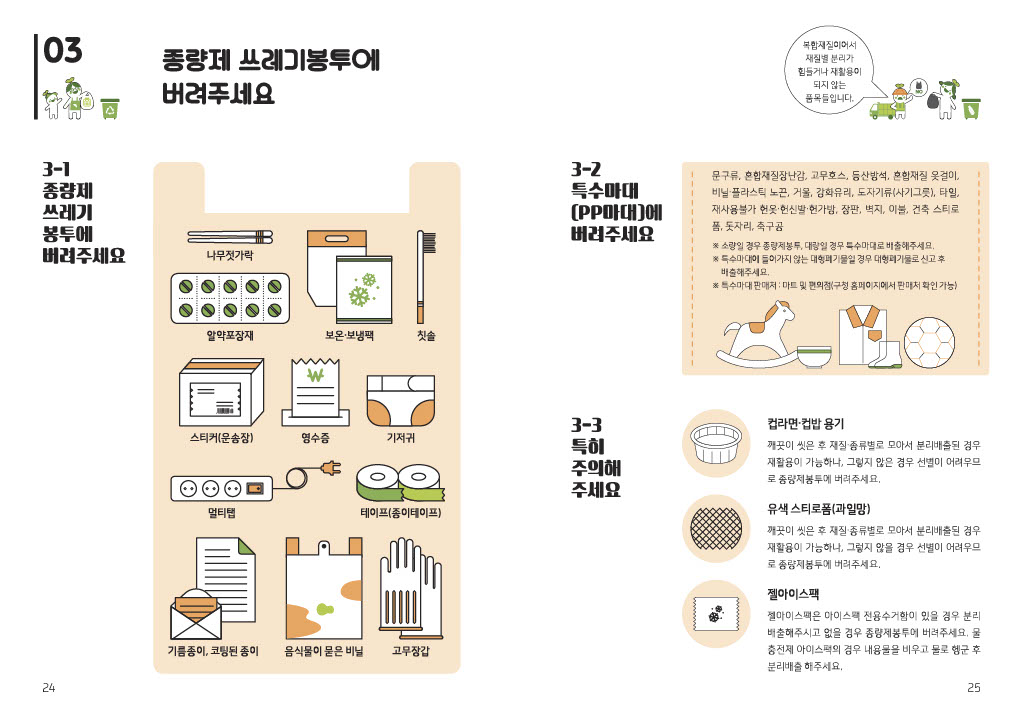 03
종량제 쓰레기봉투에
버려주세요
복합재질이어서
재질별 분리가
힘들거나 재활용이
되지 않는
품목들입니다.
NO
3-1
종량제
쓰레기
봉투에
버려주세요
나무젓가락
알약포장재
보온·보냉팩
칫솔
스티커(운송장)
영수증
기저귀
멀티탭
테이프(종이테이프)
기름종이, 코팅된 종이
음식물이 묻은 비닐
고무장갑
24
3-2
특수마대
(PP마대)에
버려주세요
문구류, 혼합재질장난감, 고무호스, 등산방석, 혼합재질 옷걸이,
비닐·플라스틱 노끈, 거울, 강화유리, 도자기류(사기그릇), 타일,
재사용불가 헌옷·헌신발·헌가방, 장판, 벽지, 이불, 건축 스티로
폼, 돗자리, 축구공
※ 소량일 경우 종량제봉투, 대량일 경우 특수마대로 배출해주세요.
※ 특수마대에 들어가지 않는 대형폐기물일 경우 대형폐기물로 신고 후
배출해주세요.
※ 특수마대 판매처 : 마트 및 편의점(구청 홈페이지에서 판매처 확인 가능)
3-3
특히
주의해
주세요
컵라면·컵밥 용기
깨끗이 씻은 후 재질·종류별로 모아서 분리배출된 경우
재활용이 가능하나, 그렇지 않은 경우 선별이 어려우므
로 종량제봉투에 버려주세요.
유색 스티로폼(과일망)
깨끗이 씻은 후 재질·종류별로 모아서 분리배출된 경우
재활용이 가능하나, 그렇지 않을 경우 선별이 어려우므
로 종량제봉투에 버려주세요.
젤아이스팩
젤아이스팩은 아이스팩 전용수거함이 있을 경우 분리
배출해주시고 없을 경우 종량제봉투에 버려주세요. 물
충전제 아이스팩의 경우 내용물을 비우고 물로 헹군 후
분리배출 해주세요.
25